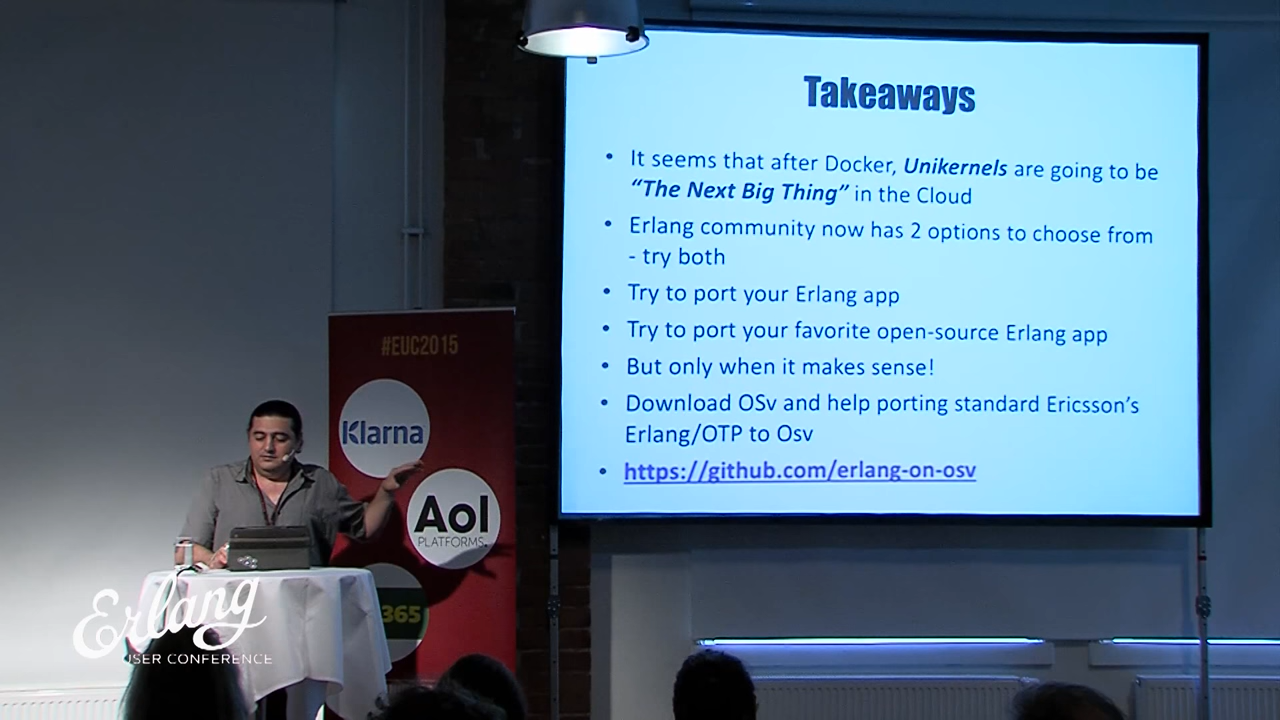 Takeaways
• It seems that after Docker, Unikernels are going to be
“The Next Big Thing” in the Cloud
• Erlang community now has 2 options to choose from
- try both
• Try to port your Erlang app
• Try to port your favorite open-source Erlang app
• But only when it makes sense!
• Download OSv and help porting standard Ericsson’s
Erlang/OTP to Osv
• https://github.com/erlang-on-osv
#EUC2015
Klarna
Aol
PLATFORMS.
365
Erlang
USER CONFERENCE